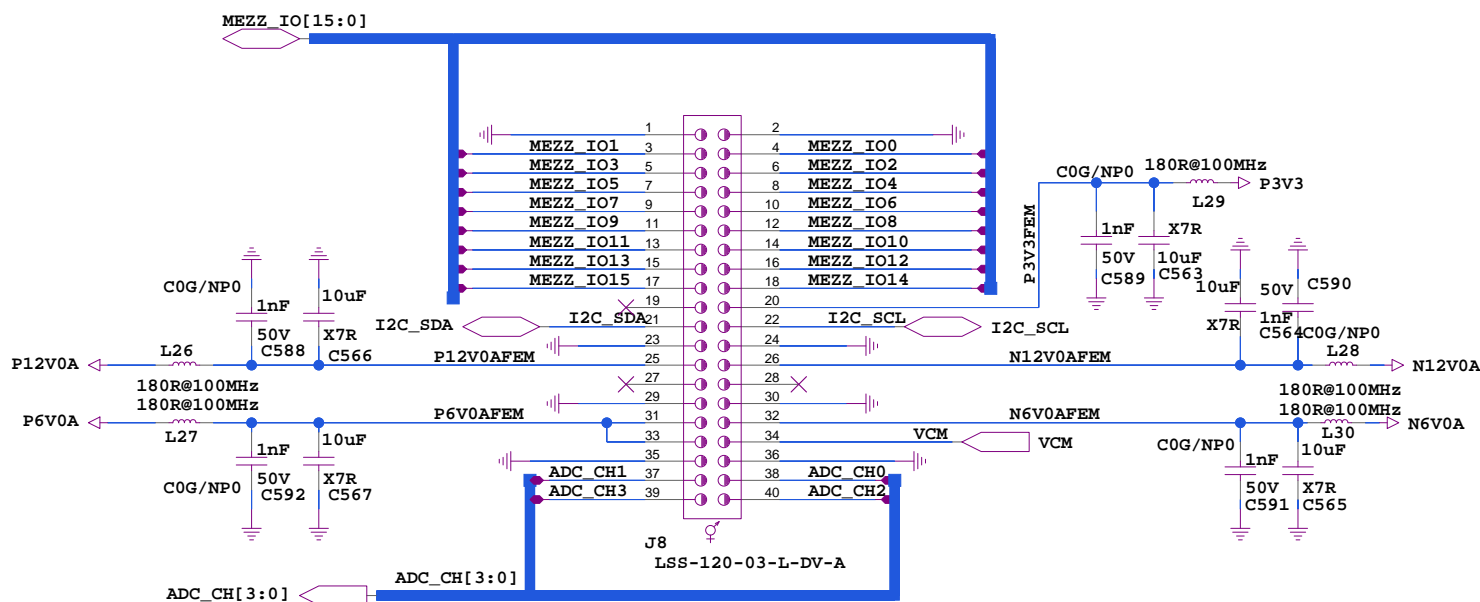 MEZZ_IO[15:0]
1 2
MEZZ_IO1 3 4 MEZZ_IO0
MEZZ_IO3 5 6 MEZZ_IO2
MEZZ_IO5 7 8 MEZZ_IO4
MEZZ_IO7 9 10 MEZZ_IO6
MEZZ_IO9 11 12 MEZZ_IO8
MEZZ_IO11 13 14 MEZZ_IO10
MEZZ_IO13 15 16 MEZZ_IO12
MEZZ_IO15 17 18 MEZZ_IO14
19 20
I2C_SDA I2C_SDA 21 22 I2C_SCL I2C_SCL
23 24
P12V0AFEM 25 26 N12V0AFEM
27 28
29 30
P6V0AFEM 31 32 N6V0AFEM
33 34 VCM VCM
35 36
ADC_CH1 37 38 ADC_CH0
ADC_CH3 39 40 ADC_CH2
J8
LSS-120-03-L-DV-A
ADC_CH[3:0] ADC_CH[3:0]
C0G/NP0
1nF
50V
C588
10uF
X7R
C566
P12V0A
L26
180R@100MHz
180R@100MHz
P6V0A
L27
1nF
50V
C0G/NP0
C592
10uF
X7R
C567
P3V3FEM
C0G/NP0
180R@100MHz
L29
P3V3
1nF
50V
C589
X7R
10uF
C563
10uF
X7R
C564
50V
1nF
C590
C0G/NP0
L28
N12V0A
180R@100MHz
180R@100MHz
L30
N6V0A
C0G/NP0
1nF
50V
C591
10uF
X7R
C565